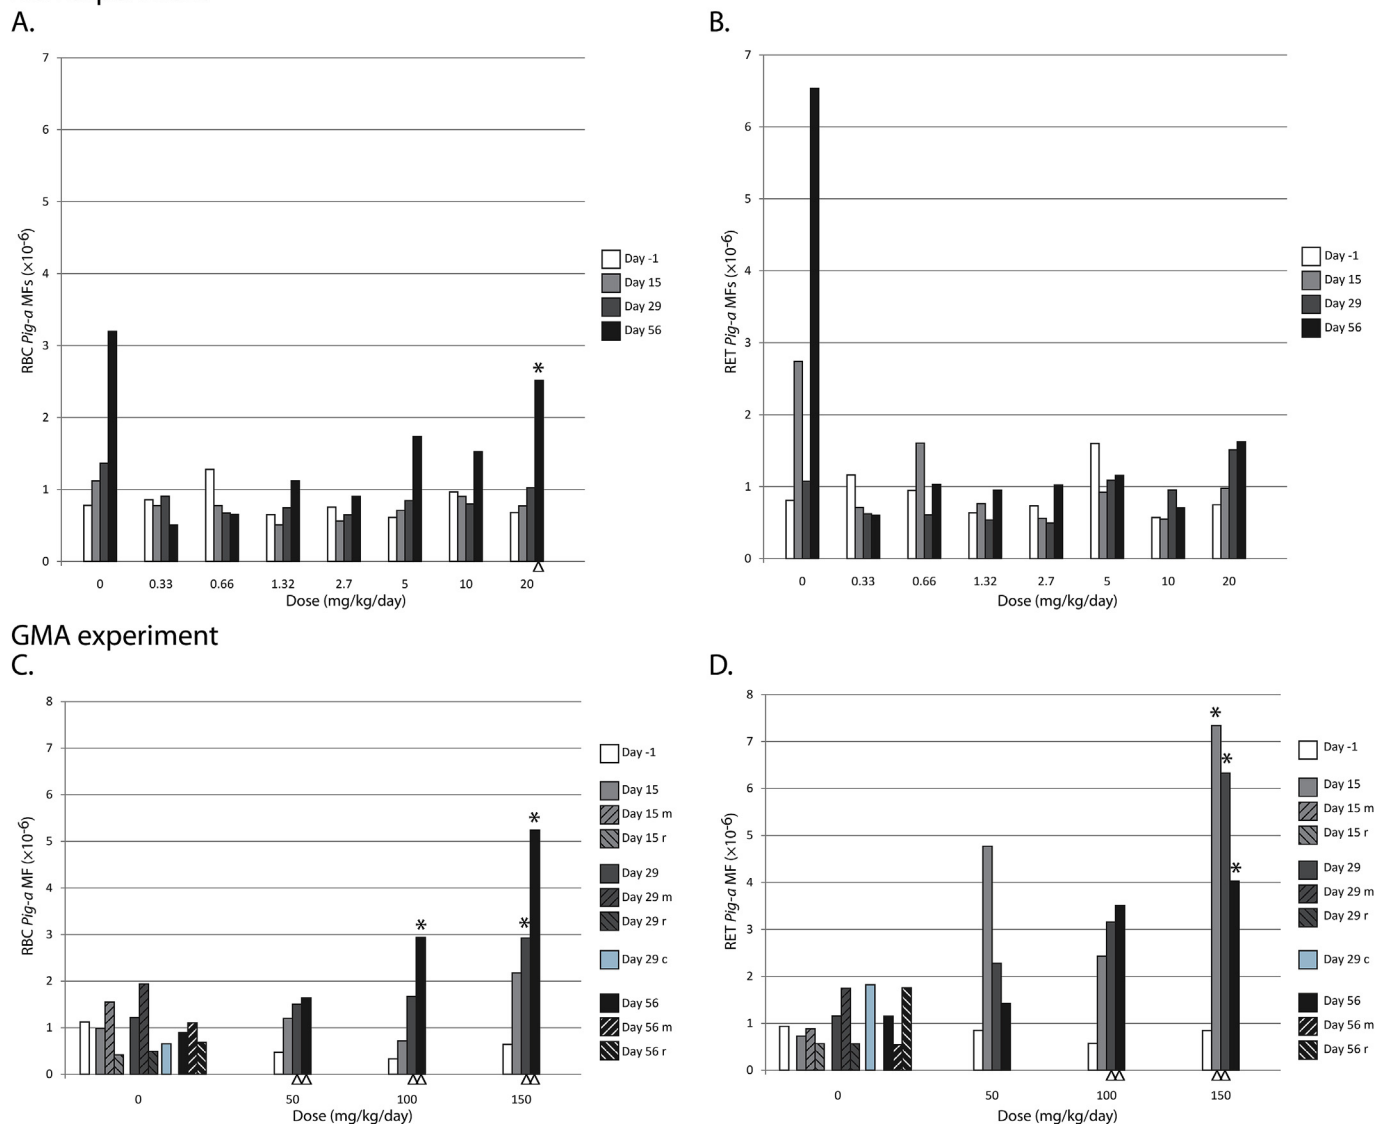 A.
7
6
5
4
3
2
1
0
RBC Pig-a MFs (×10-6)
*
Δ
0 0.33 0.66 1.32 2.7 5 10 20
Dose (mg/kg/day)
Day -1
Day 15
Day 29
Day 56
B.
7
6
5
4
3
2
1
0
RET Pig-a MFs (×10-6)
0 0.33 0.66 1.32 2.7 5 10 20
Dose (mg/kg/day)
Day -1
Day 15
Day 29
Day 56
GMA experiment
C.
8
7
6
5
4
3
2
1
0
RBC Pig-a MF (×10-6)
* * *
ΔΔ ΔΔ ΔΔ
0 50 100 150
Dose (mg/kg/day)
Day -1
Day 15
Day 15 m
Day 15 r
Day 29
Day 29 m
Day 29 r
Day 29 c
Day 56
Day 56 m
Day 56 r
D.
8
7
6
5
4
3
2
1
0
RET Pig-a MF (×10-6)
*
*
*
ΔΔ ΔΔ
0 50 100 150
Dose (mg/kg/day)
Day -1
Day 15
Day 15 m
Day 15 r
Day 29
Day 29 m
Day 29 r
Day 29 c
Day 56
Day 56 m
Day 56 r